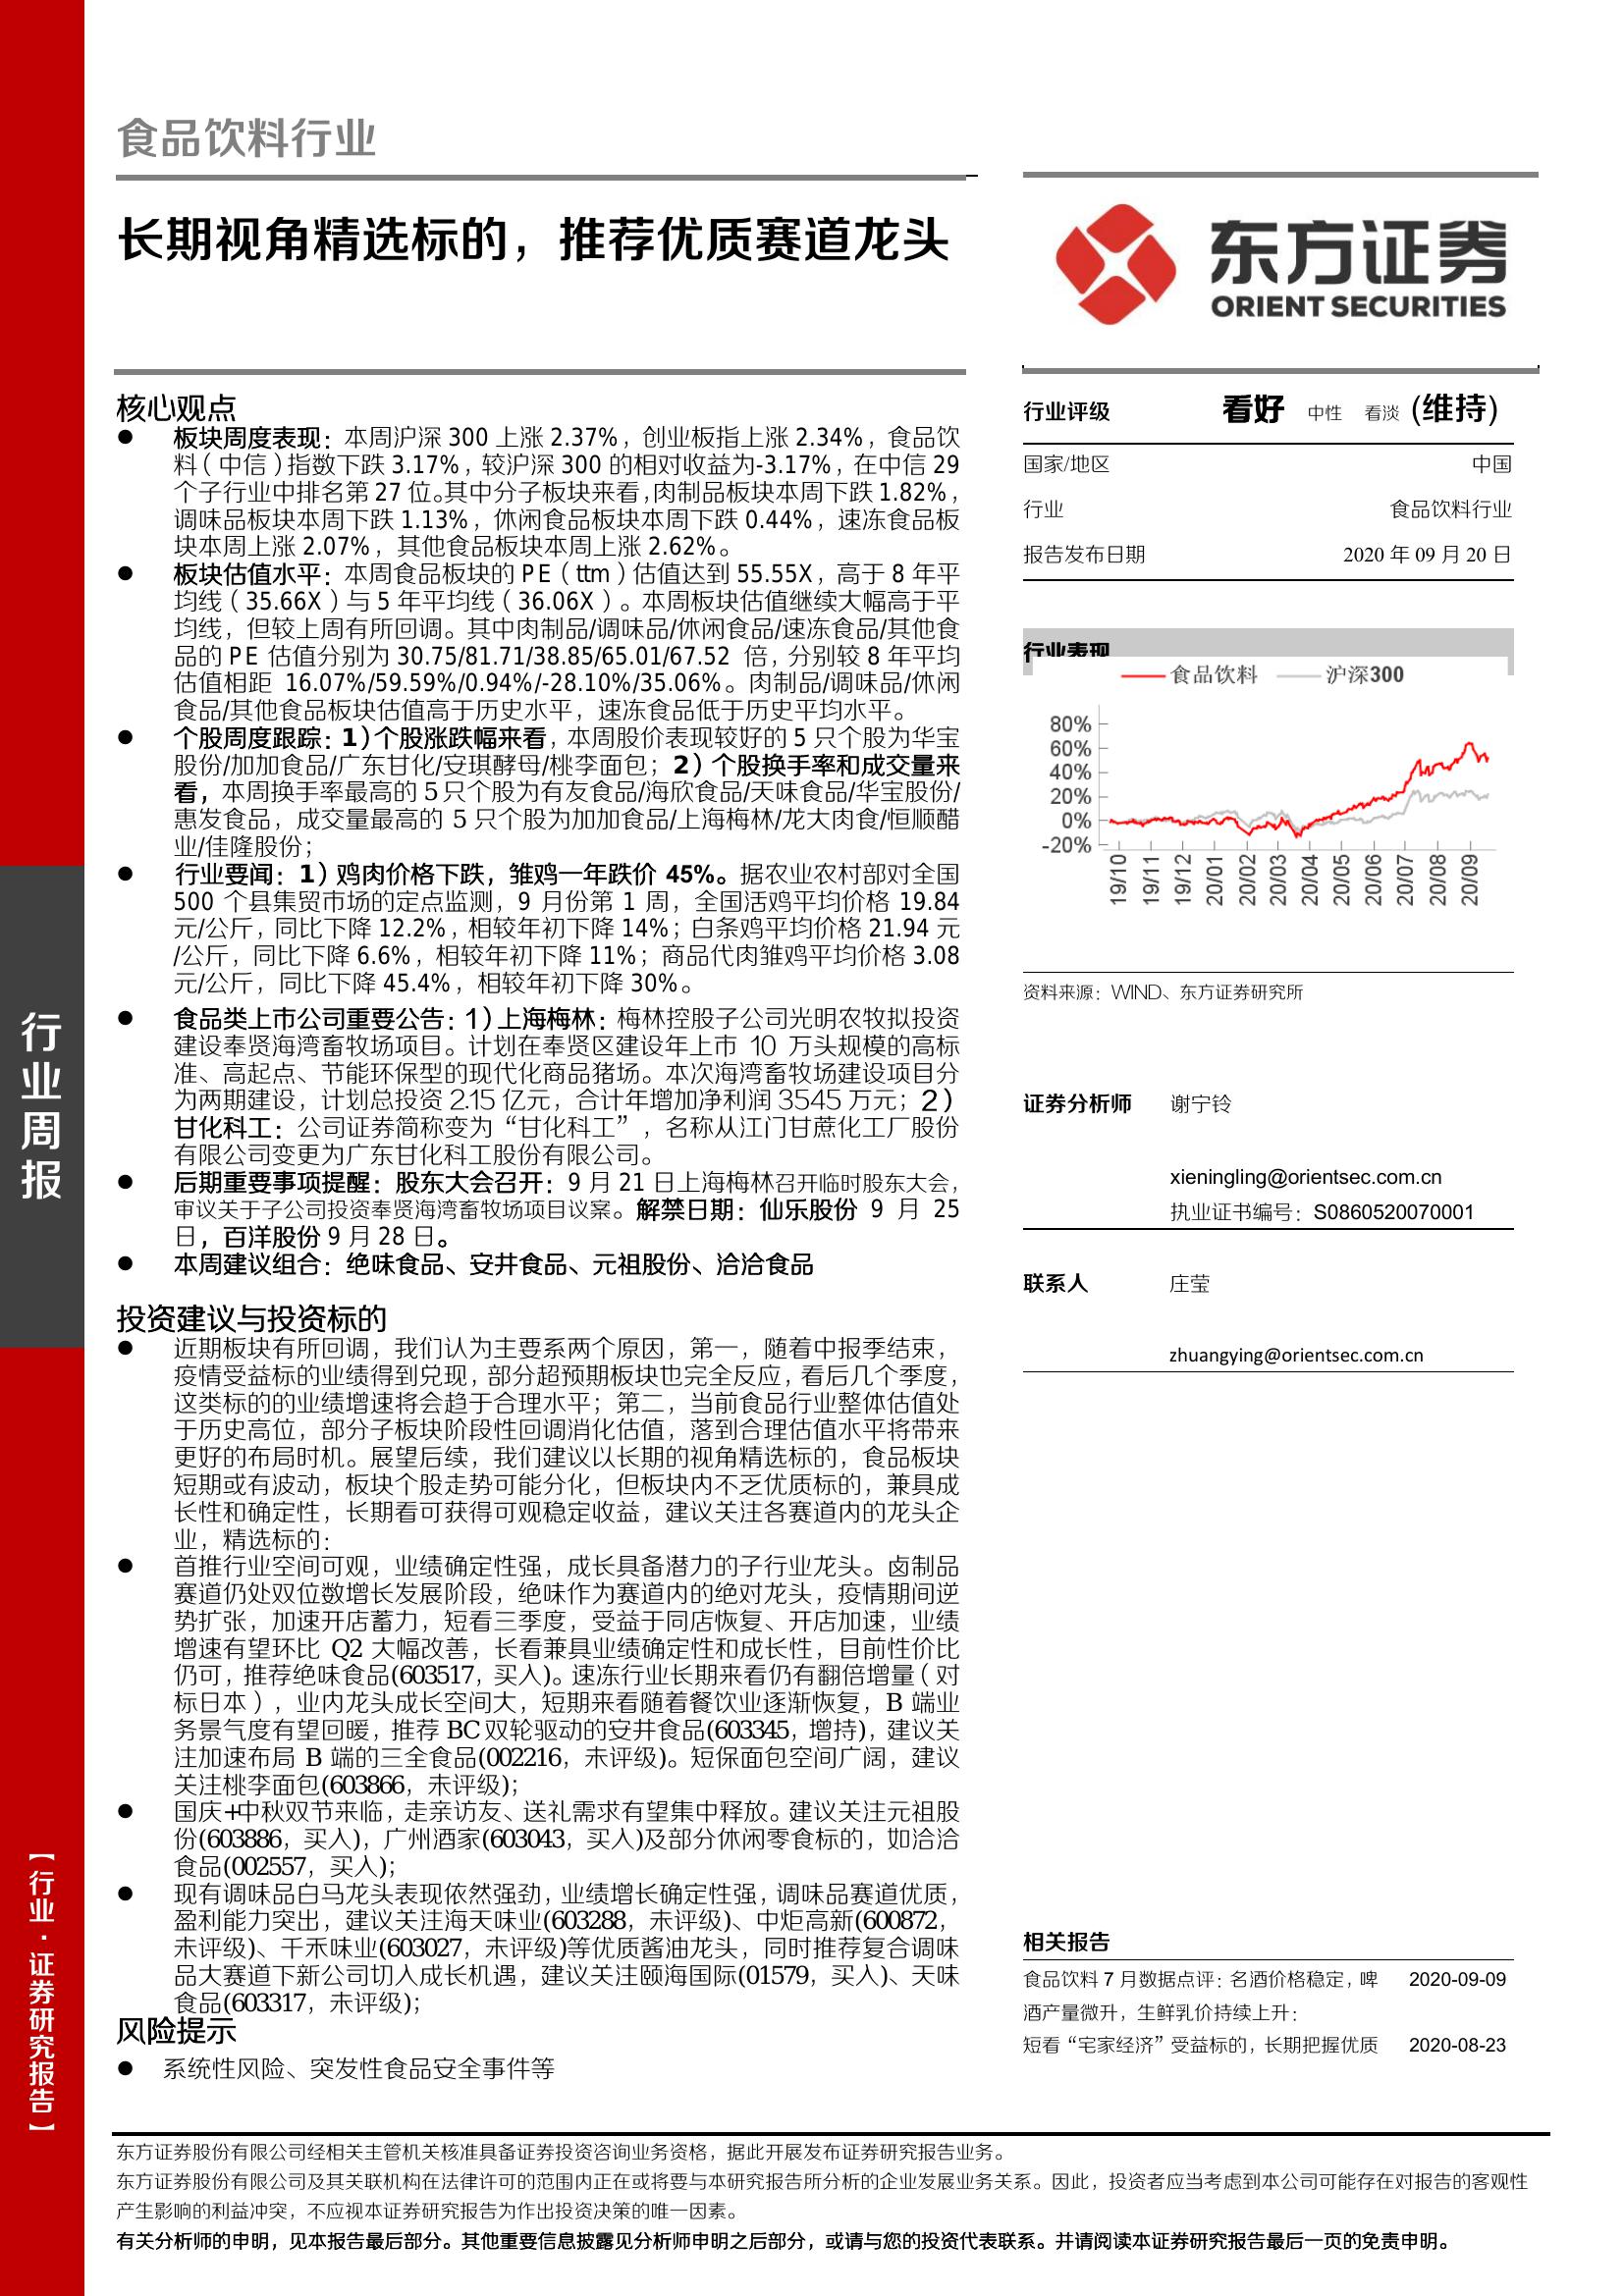 食品饮料行业
长期视角精选标的，推荐优质赛道龙头
东方证券
ORIENT SECURITIES
核心观点
● 板块周度表现：本周沪深 300 上涨 2.37%，创业板指上涨 2.34%，食品饮
料（中信）指数下跌 3.17%，较沪深 300 的相对收益为-3.17%，在中信 29
个子行业中排名第 27 位。其中分子板块来看，肉制品板块本周下跌 1.82%，
调味品板块本周下跌 1.13%，休闲食品板块本周下跌 0.44%，速冻食品板
块本周上涨 2.07%，其他食品板块本周上涨 2.62%。
● 板块估值水平：本周食品板块的 PE（ttm）估值达到 55.55X，高于 8 年平
均线（35.66X）与 5 年平均线（36.06X）。本周板块估值继续大幅高于平
均线，但较上周有所回调。其中肉制品/调味品/休闲食品/速冻食品/其他食
品的 PE 估值分别为 30.75/81.71/38.85/65.01/67.52 倍，分别较 8 年平均
估值相距 16.07%/59.59%/0.94%/-28.10%/35.06%。肉制品/调味品/休闲
食品/其他食品板块估值高于历史水平，速冻食品低于历史平均水平。
● 个股周度跟踪：1）个股涨跌幅来看，本周股价表现较好的 5 只个股为华宝
股份/加加食品/广东甘化/安琪酵母/桃李面包；2）个股换手率和成交量来
看，本周换手率最高的 5 只个股为有友食品/海欣食品/天味食品/华宝股份/
惠发食品，成交量最高的 5 只个股为加加食品/上海梅林/龙大肉食/恒顺醋
业/佳隆股份；
● 行业要闻：1）鸡肉价格下跌，雏鸡一年跌价 45%。据农业农村部对全国
500 个县集贸市场的定点监测，9 月份第 1 周，全国活鸡平均价格 19.84
元/公斤，同比下降 12.2%，相较年初下降 14%；白条鸡平均价格 21.94 元
/公斤，同比下降 6.6%，相较年初下降 11%；商品代肉雏鸡平均价格 3.08
元/公斤，同比下降 45.4%，相较年初下降 30%。
● 食品类上市公司重要公告：1）上海梅林：梅林控股子公司光明农牧拟投资
建设奉贤海湾畜牧场项目。计划在奉贤区建设年上市 10 万头规模的高标
准、高起点、节能环保型的现代化商品猪场。本次海湾畜牧场建设项目分
为两期建设，计划总投资 2.15 亿元，合计年增加净利润 3545 万元；2）
甘化科工：公司证券简称变为“甘化科工”，名称从江门甘蔗化工厂股份
有限公司变更为广东甘化科工股份有限公司。
● 后期重要事项提醒：股东大会召开：9 月 21 日上海梅林召开临时股东大会，
审议关于子公司投资奉贤海湾畜牧场项目议案。解禁日期：仙乐股份 9 月 25
日，百洋股份 9 月 28 日。
● 本周建议组合：绝味食品、安井食品、元祖股份、洽洽食品
投资建议与投资标的
● 近期板块有所回调，我们认为主要系两个原因，第一，随着中报季结束，
疫情受益标的业绩得到兑现，部分超预期板块也完全反应，看后几个季度，
这类标的的业绩增速将会趋于合理水平；第二，当前食品行业整体估值处
于历史高位，部分子板块阶段性回调消化估值，落到合理估值水平将带来
更好的布局时机。展望后续，我们建议以长期的视角精选标的，食品板块
短期或有波动，板块个股走势可能分化，但板块内不乏优质标的，兼具成
长性和确定性，长期看可获得可观稳定收益，建议关注各赛道内的龙头企
业，精选标的：
● 首推行业空间可观，业绩确定性强，成长具备潜力的子行业龙头。卤制品
赛道仍处双位数增长发展阶段，绝味作为赛道内的绝对龙头，疫情期间逆
势扩张，加速开店蓄力，短看三季度，受益于同店恢复、开店加速，业绩
增速有望环比 Q2 大幅改善，长看兼具业绩确定性和成长性，目前性价比
仍可，推荐绝味食品(603517，买入)。速冻行业长期来看仍有翻倍增量（对
标日本），业内龙头成长空间大，短期来看随着餐饮业逐渐恢复，B 端业
务景气度有望回暖，推荐 BC 双轮驱动的安井食品(603345，增持)，建议关
注加速布局 B 端的三全食品(002216，未评级)。短保面包空间广阔，建议
关注桃李面包(603866，未评级)；
● 国庆+中秋双节来临，走亲访友、送礼需求有望集中释放。建议关注元祖股
份(603886，买入)，广州酒家(603043，买入)及部分休闲零食标的，如洽洽
食品(002557，买入)；
● 现有调味品白马龙头表现依然强劲，业绩增长确定性强，调味品赛道优质，
盈利能力突出，建议关注海天味业(603288，未评级)、中炬高新(600872，
未评级)、千禾味业(603027，未评级)等优质酱油龙头，同时推荐复合调味
品大赛道下新公司切入成长机遇，建议关注颐海国际(01579，买入)、天味
食品(603317，未评级)；
风险提示
● 系统性风险、突发性食品安全事件等
行业评级 看好 中性 看淡 (维持)
国家/地区 中国
行业 食品饮料行业
报告发布日期 2020 年 09 月 20 日
行业表现
食品饮料 沪深300
80%
60%
40%
20%
0%
-20%
19/10 19/11 19/12 20/01 20/02 20/03 20/04 20/05 20/06 20/07 20/08 20/09
资料来源：WIND、东方证券研究所
证券分析师 谢宁铃
xieningling@orientsec.com.cn
执业证书编号：S0860520070001
联系人 庄莹
zhuangying@orientsec.com.cn
相关报告
食品饮料 7 月数据点评：名酒价格稳定，啤 2020-09-09
酒产量微升，生鲜乳价持续上升：
短看“宅家经济”受益标的，长期把握优质 2020-08-23
行业周报
【行业·证券研究报告】
东方证券股份有限公司经相关主管机关核准具备证券投资咨询业务资格，据此开展发布证券研究报告业务。
东方证券股份有限公司及其关联机构在法律许可的范围内正在或将要与本研究报告所分析的企业发展业务关系。因此，投资者应当考虑到本公司可能存在对报告的客观性
产生影响的利益冲突，不应视本证券研究报告为作出投资决策的唯一因素。
有关分析师的申明，见本报告最后部分。其他重要信息披露见分析师申明之后部分，或请与您的投资代表联系。并请阅读本证券研究报告最后一页的免责申明。